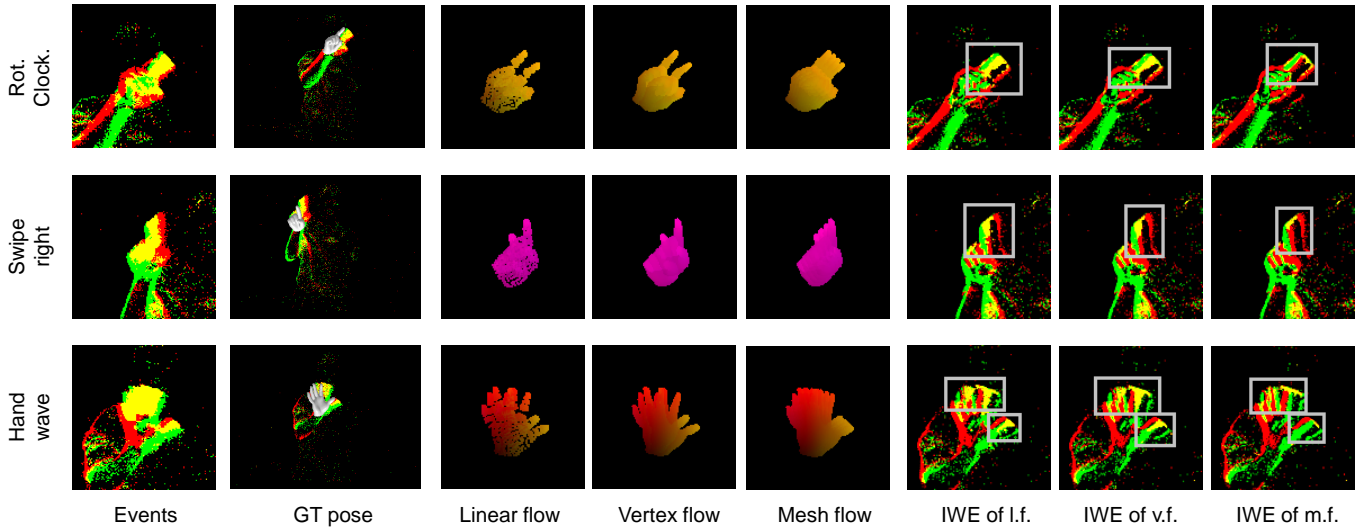 Rot.
Clock.
Swipe
right
Hand
wave
Events GT pose Linear flow Vertex flow Mesh flow IWE of l.f. IWE of v.f. IWE of m.f.